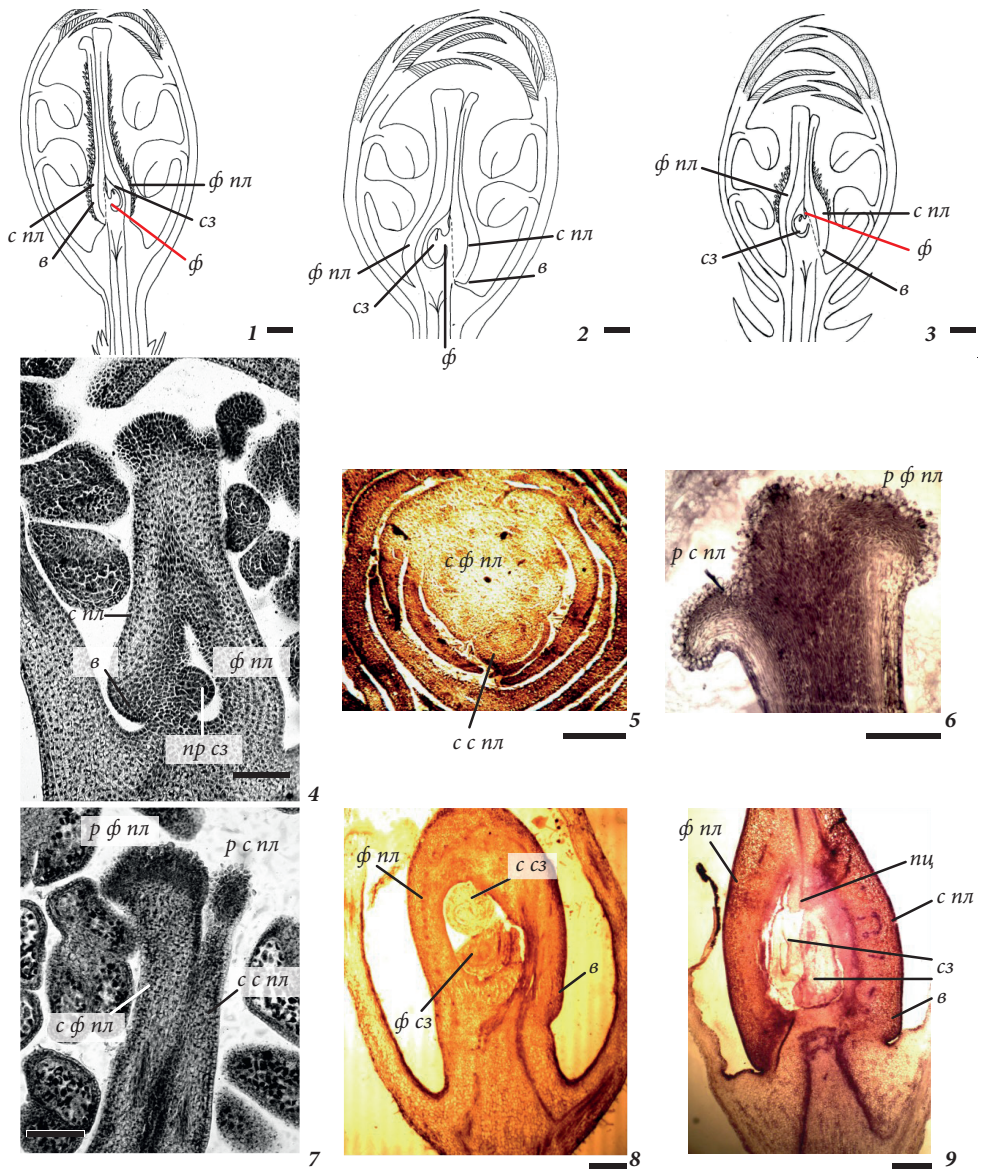 ф пл
с пл
сз
в
ф
1
ф пл
с пл
сз
в
ф
2
ф пл
с пл
ф
сз
в
3
с пл
в
ф пл
пр сз
4
с ф пл
с с пл
5
р ф пл
р с пл
6
р ф пл
р с пл
с ф пл
с с пл
7
ф пл
с сз
в
ф сз
8
ф пл
пц
с пл
сз
в
9